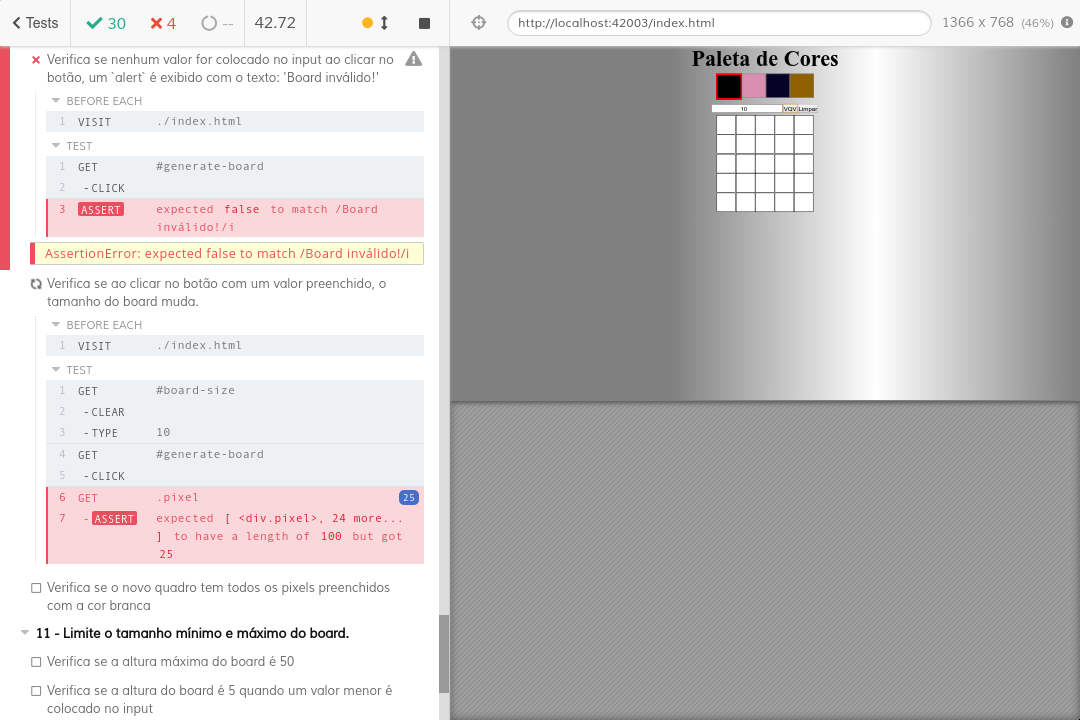 Tests 30 4 -- 42.72
http://localhost:42003/index.html 1366 x 768 (46%)
Verifica se nenhum valor for colocado no input ao clicar no
botão, um `alert` é exibido com o texto: 'Board inválido!'
BEFORE EACH
1 VISIT ./index.html
TEST
1 GET #generate-board
2 -CLICK
3 ASSERT expected false to match /Board
inválido!/i
AssertionError: expected false to match /Board inválido!/i
Verifica se ao clicar no botão com um valor preenchido, o
tamanho do board muda.
BEFORE EACH
1 VISIT ./index.html
TEST
1 GET #board-size
2 -CLEAR
3 -TYPE 10
4 GET #generate-board
5 -CLICK
6 GET .pixel 25
7 -ASSERT expected [ <div.pixel>, 24 more...
] to have a length of 100 but got
25
Verifica se o novo quadro tem todos os pixels preenchidos
com a cor branca
11 - Limite o tamanho mínimo e máximo do board.
Verifica se a altura máxima do board é 50
Verifica se a altura do board é 5 quando um valor menor é
colocado no input
Paleta de Cores
10 VQV Limpar